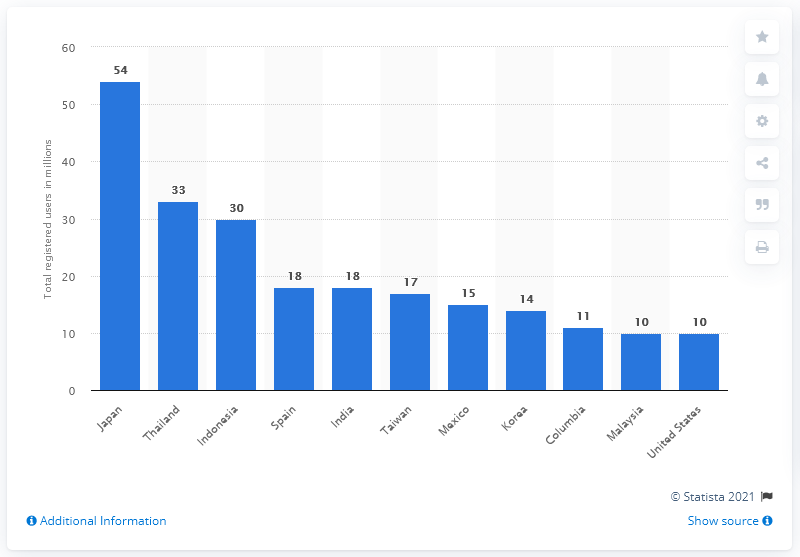 Total registered users in millions
60
50
40
30
20
10
0
54
33
30
18
18
17
15
14
11
10
10
Japan
Thailand
Indonesia
Spain
India
Taiwan
Mexico
Korea
Columbia
Malaysia
United States
© Statista 2021
Additional Information
Show source